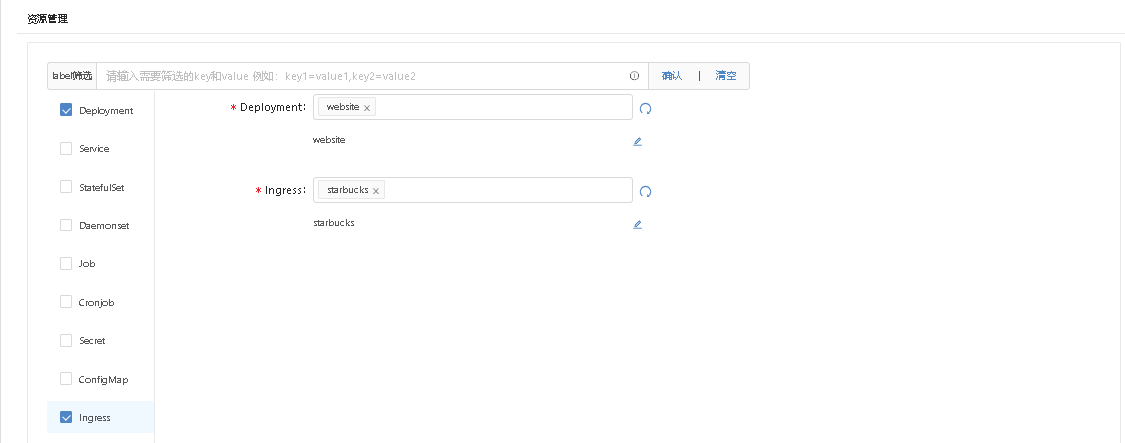 资源管理
label筛选 请输入需要筛选的key和value 例如：key1=value1,key2=value2 确认 | 清空
Deployment
Service
StatefulSet
Daemonset
Job
Cronjob
Secret
ConfigMap
Ingress
* Deployment: website ×
website
* Ingress: starbucks ×
starbucks